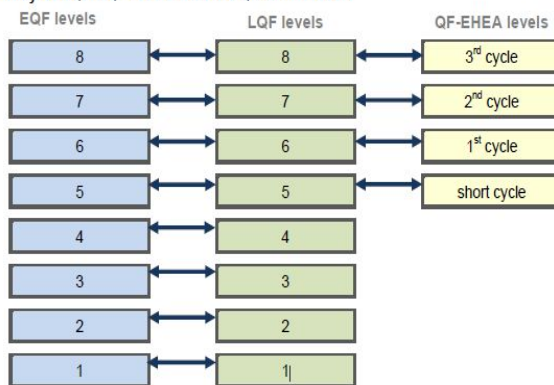 EQF levels LQF levels QF-EHEA levels
8 8 3rd cycle
7 7 2nd cycle
6 6 1st cycle
5 5 short cycle
4 4
3 3
2 2
1 1